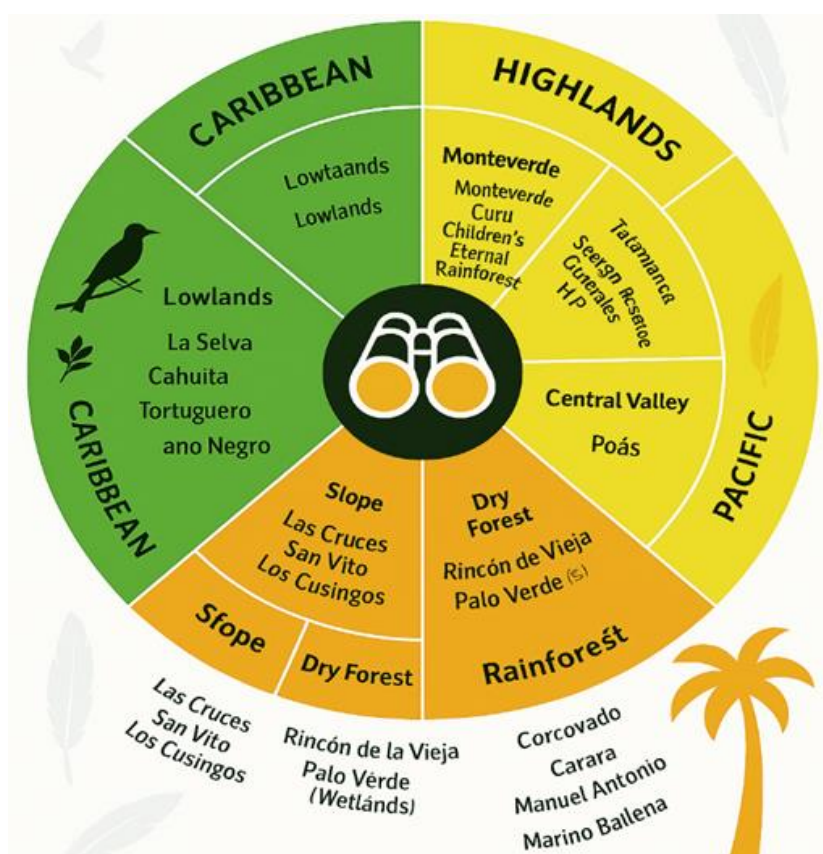 CARIBBEAN
Lowtaands
Lowlands
HIGHLANDS
Monteverde
Monteverde
Curu
Children's
Eternal
Rainforest
Tatamianca
Gunerales
HP
PACIFIC
Central Valley
Poás
CARIBBEAN
Lowlands
La Selva
Cahuita
Tortuguero
ano Negro
Slope
Las Cruces
San Vito
Los Cusingos
Dry
Forest
Rincón de Vieja
Palo Verde (S)
Sfope
Dry Forest
Rainforest
Las Cruces
San Vito
Los Cusingos
Rincón de la Vieja
Palo Vérde
(Wetlánds)
Corcovado
Carara
Manuel Antonio
Marino Ballena